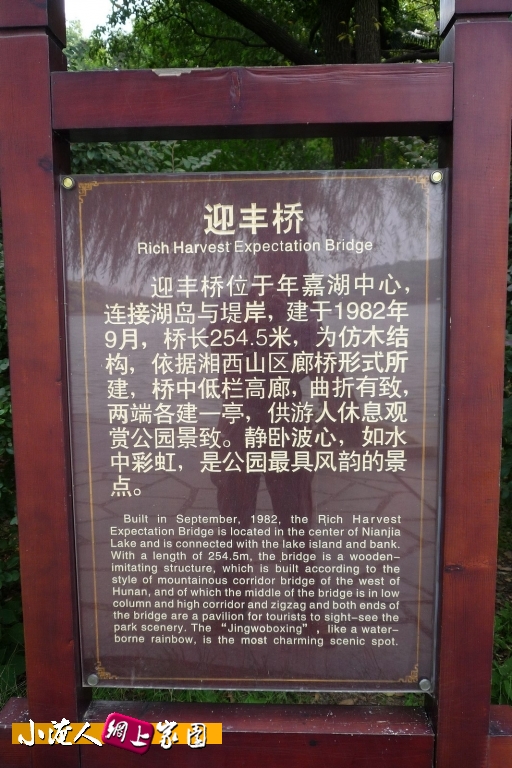 迎丰桥
Rich Harvest Expectation Bridge
迎丰桥位于年嘉湖中心，
连接湖岛与堤岸，建于1982年
9月，桥长254.5米，为仿木结
构，依据湘西山区廊桥形式所
建，桥中低栏高廊，曲折有致，
两端各建一亭，供游人休息观
赏公园景致。静卧波心，如水
中彩虹，是公园最具风韵的景
点。
Built in September, 1982, the Rich Harvest
Expectation Bridge is located in the center of Nianjia
Lake and is connected with the lake island and bank.
With a length of 254.5m, the bridge is a wooden-
imitating structure, which is built according to the
style of mountainous corridor bridge of the west of
Hunan, and of which the middle of the bridge is in low
column and high corridor and zigzag and both ends of
the bridge are a pavilion for tourists to sight-see the
park scenery. The “Jingwoboxing”, like a water-
borne rainbow, is the most charming scenic spot.
小淹人網上家園